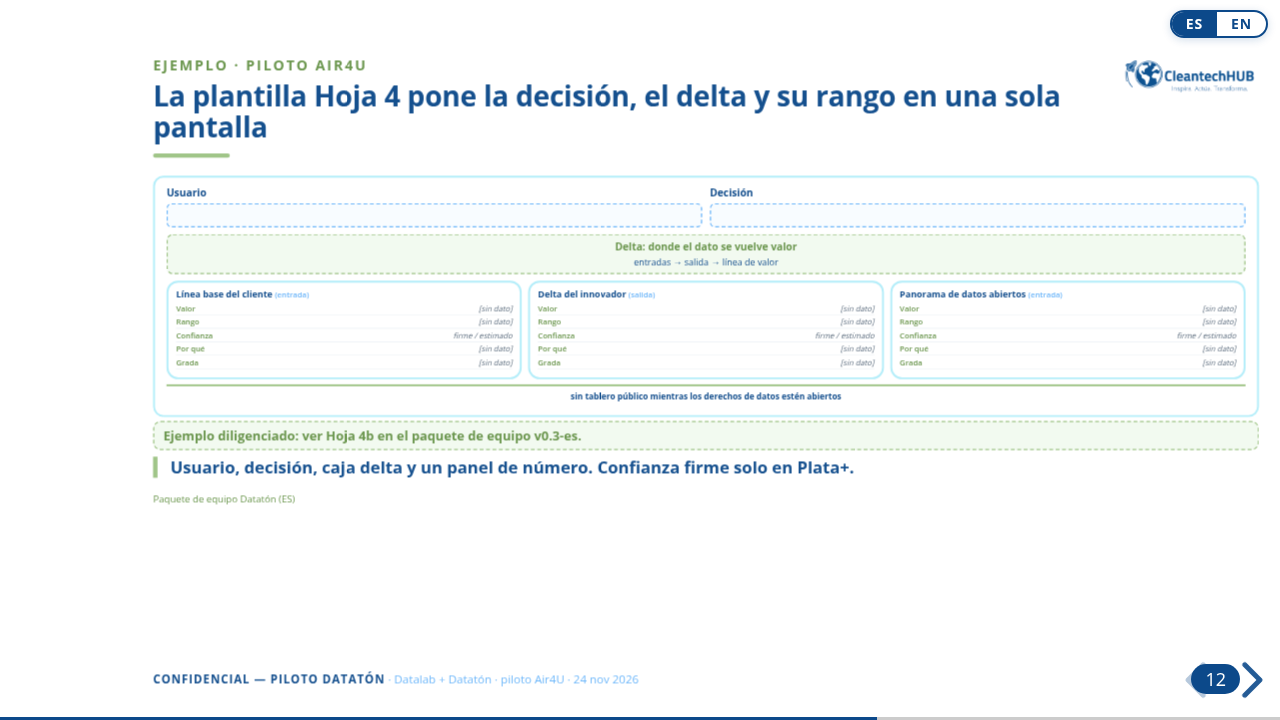 ES EN
EJEMPLO · PILOTO AIR4U
CleantechHUB
Inspira. Actúa. Transforma.
La plantilla Hoja 4 pone la decisión, el delta y su rango en una sola
pantalla
Usuario Decisión
Delta: donde el dato se vuelve valor
entradas → salida → línea de valor
Línea base del cliente (entrada)
Valor [sin dato]
Rango [sin dato]
Confianza firme / estimado
Por qué [sin dato]
Grada [sin dato]
Delta del innovador (salida)
Valor [sin dato]
Rango [sin dato]
Confianza firme / estimado
Por qué [sin dato]
Grada [sin dato]
Panorama de datos abiertos (entrada)
Valor [sin dato]
Rango [sin dato]
Confianza firme / estimado
Por qué [sin dato]
Grada [sin dato]
sin tablero público mientras los derechos de datos estén abiertos
Ejemplo diligenciado: ver Hoja 4b en el paquete de equipo v0.3-es.
Usuario, decisión, caja delta y un panel de número. Confianza firme solo en Plata+.
Paquete de equipo Datatón (ES)
CONFIDENCIAL — PILOTO DATATÓN · Datalab + Datatón · piloto Air4U · 24 nov 2026
12